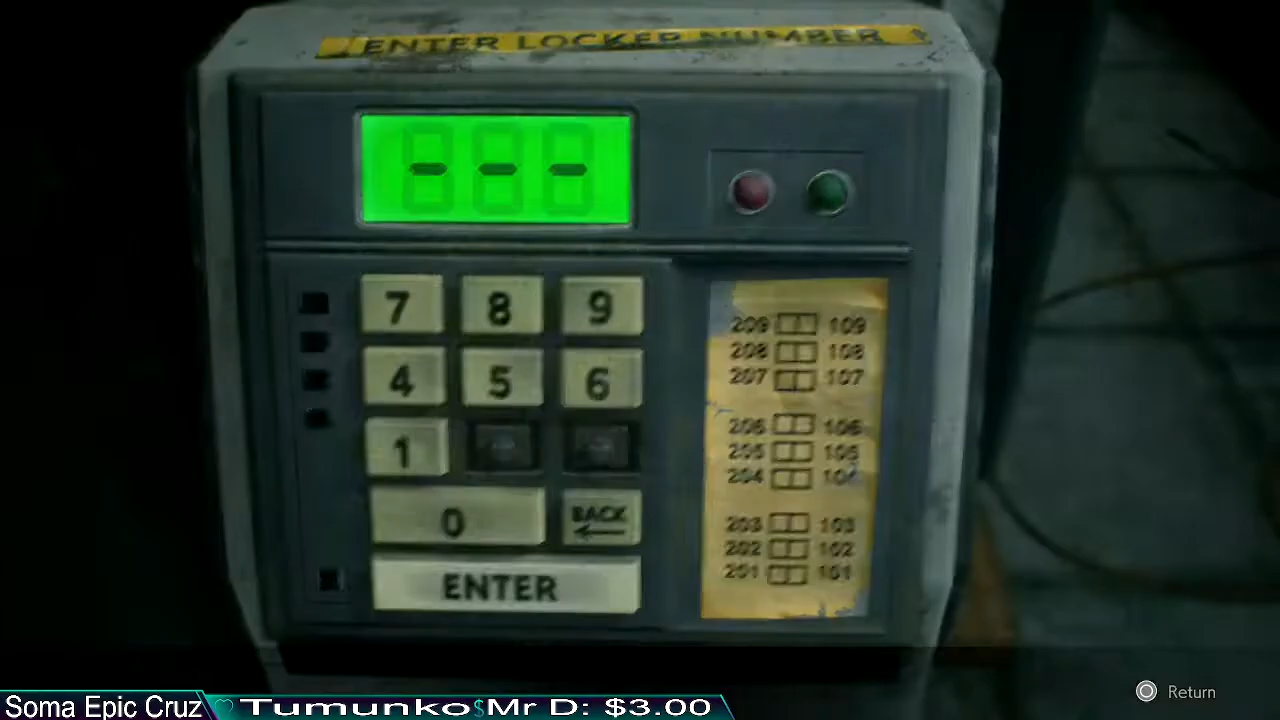 ENTER LOCKER NUMBER
7 8 9
4 5 6
1
0 BACK
ENTER
209 109
208 108
207 107
206 106
205 105
204 104
203 103
202 102
201 101
Return
Soma Epic Cruz Tumunko$Mr D: $3.00